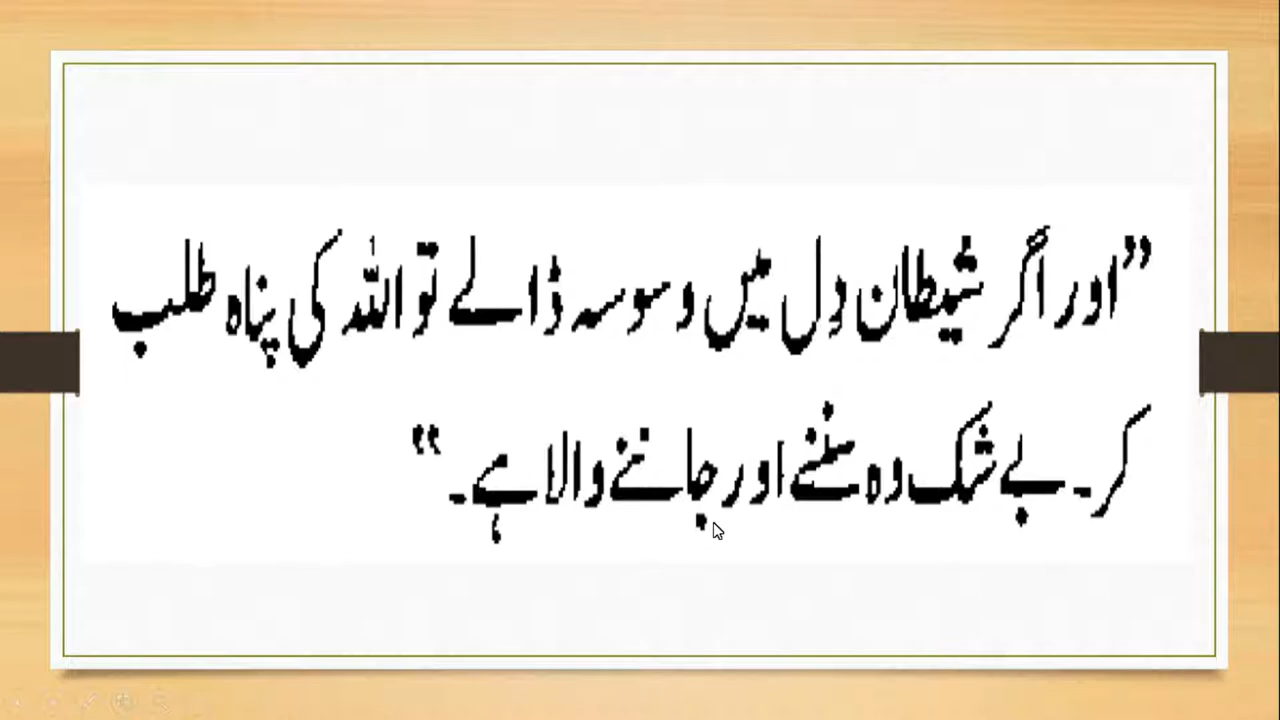 ”اور اگر شیطان دِل میں وسوسہ ڈالے تو اللہ کی پناہ طلب
کر۔ بے شک وہ سننے اور جاننے والا ہے۔“